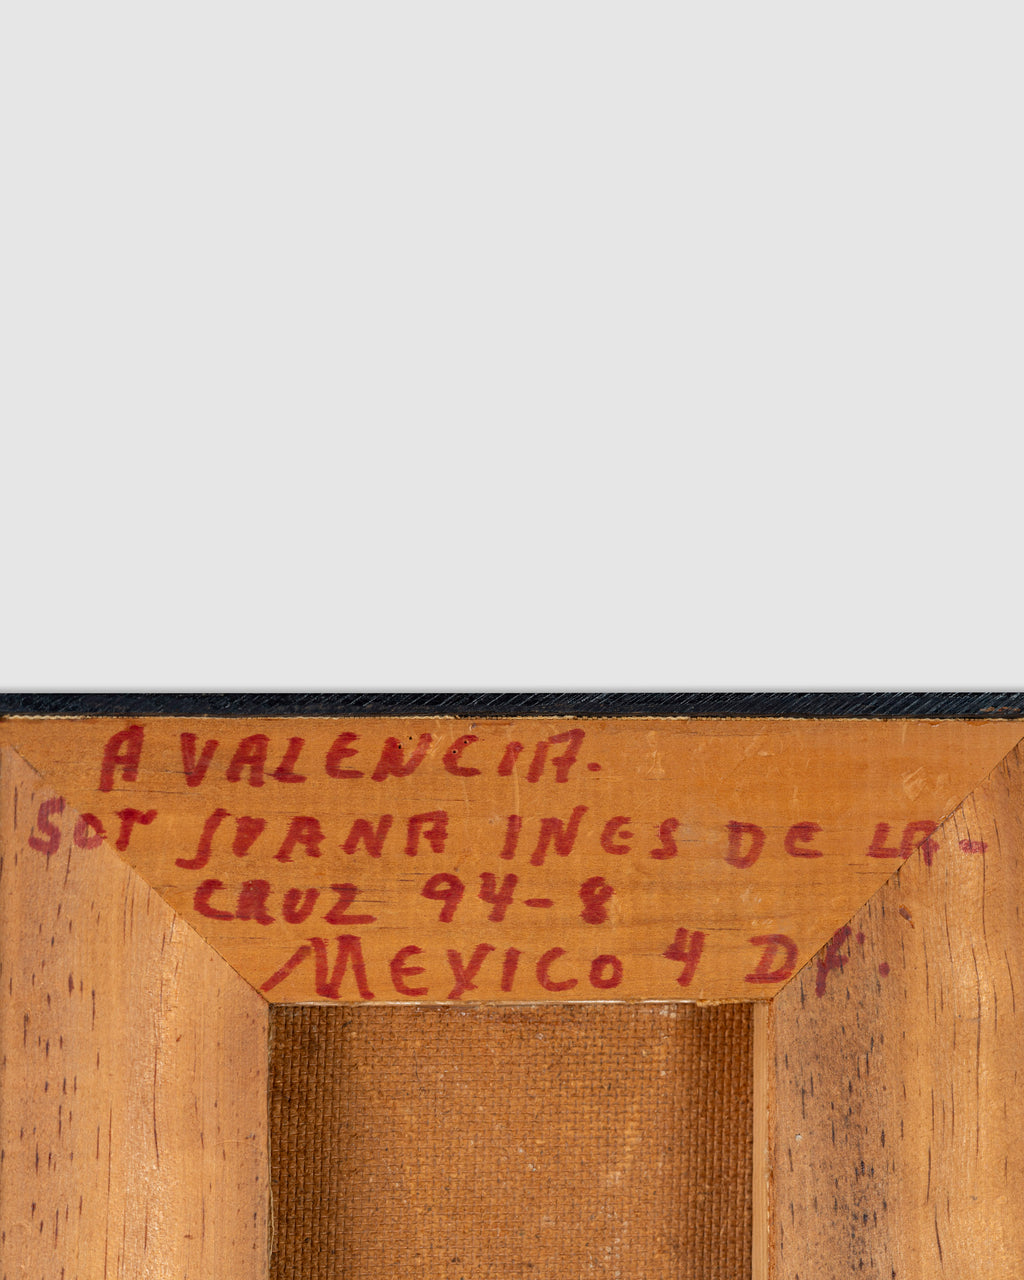 A VALENCIA.
SOR JUANA INES DE LA-
CRUZ 94-8
MEXICO 4 D.F.